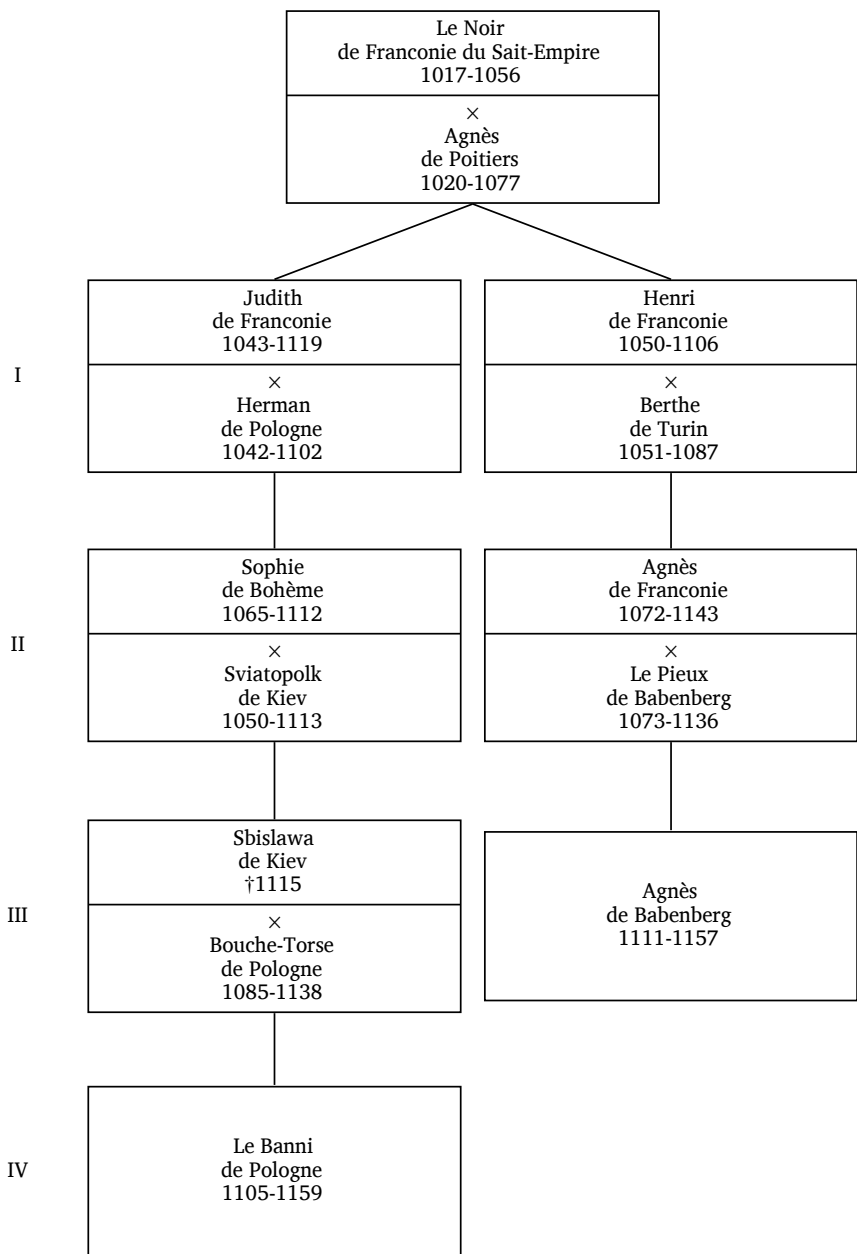 Le Noir
de Franconie du Sait-Empire
1017-1056
×
Agnès
de Poitiers
1020-1077
I
Judith
de Franconie
1043-1119
×
Herman
de Pologne
1042-1102
Henri
de Franconie
1050-1106
×
Berthe
de Turin
1051-1087
II
Sophie
de Bohème
1065-1112
×
Sviatopolk
de Kiev
1050-1113
Agnès
de Franconie
1072-1143
×
Le Pieux
de Babenberg
1073-1136
III
Sbislawa
de Kiev
†1115
×
Bouche-Torse
de Pologne
1085-1138
Agnès
de Babenberg
1111-1157
IV
Le Banni
de Pologne
1105-1159